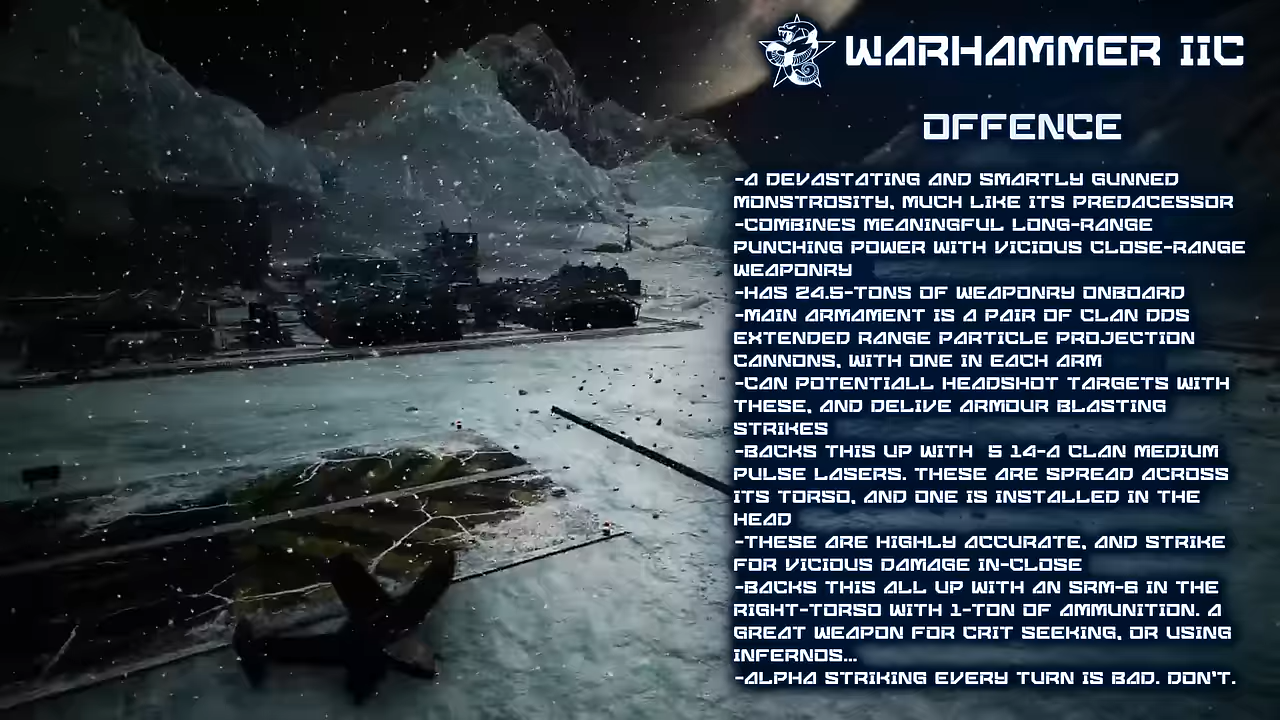 WARHAMMER IIC
OFFENCE
-A DEVASTATING AND SMARTLY GUNNED
MONSTROSITY, MUCH LIKE ITS PREDACESSOR
-COMBINES MEANINGFUL LONG-RANGE
PUNCHING POWER WITH VICIOUS CLOSE-RANGE
WEAPONRY
-HAS 24.5-TONS OF WEAPONRY ONBOARD
-MAIN ARMAMENT IS A PAIR OF CLAN DDS
EXTENDED RANGE PARTICLE PROJECTION
CANNONS, WITH ONE IN EACH ARM
-CAN POTENTIALL HEADSHOT TARGETS WITH
THESE, AND DELIVE ARMOUR BLASTING
STRIKES
-BACKS THIS UP WITH  5 14-A CLAN MEDIUM
PULSE LASERS. THESE ARE SPREAD ACROSS
ITS TORSO, AND ONE IS INSTALLED IN THE
HEAD
-THESE ARE HIGHLY ACCURATE, AND STRIKE
FOR VICIOUS DAMAGE IN-CLOSE
-BACKS THIS ALL UP WITH AN SRM-6 IN THE
RIGHT-TORSO WITH 1-TON OF AMMUNITION. A
GREAT WEAPON FOR CRIT SEEKING, OR USING
INFERNOS...
-ALPHA STRIKING EVERY TURN IS BAD. DON'T.